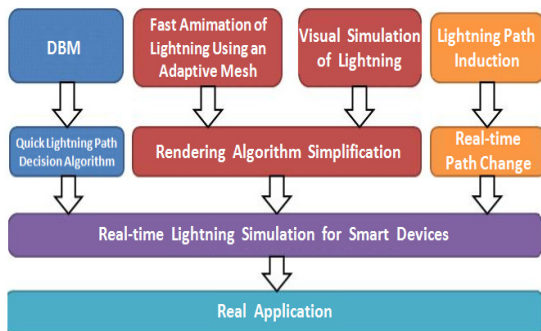 DBM
Fast Amimation of
Lightning Using an
Adaptive Mesh
Visual Simulation
of Lightning
Lightning Path
Induction
Quick Lightning Path
Decision Algorithm
Rendering Algorithm Simplification
Real-time
Path Change
Real-time Lightning Simulation for Smart Devices
Real Application